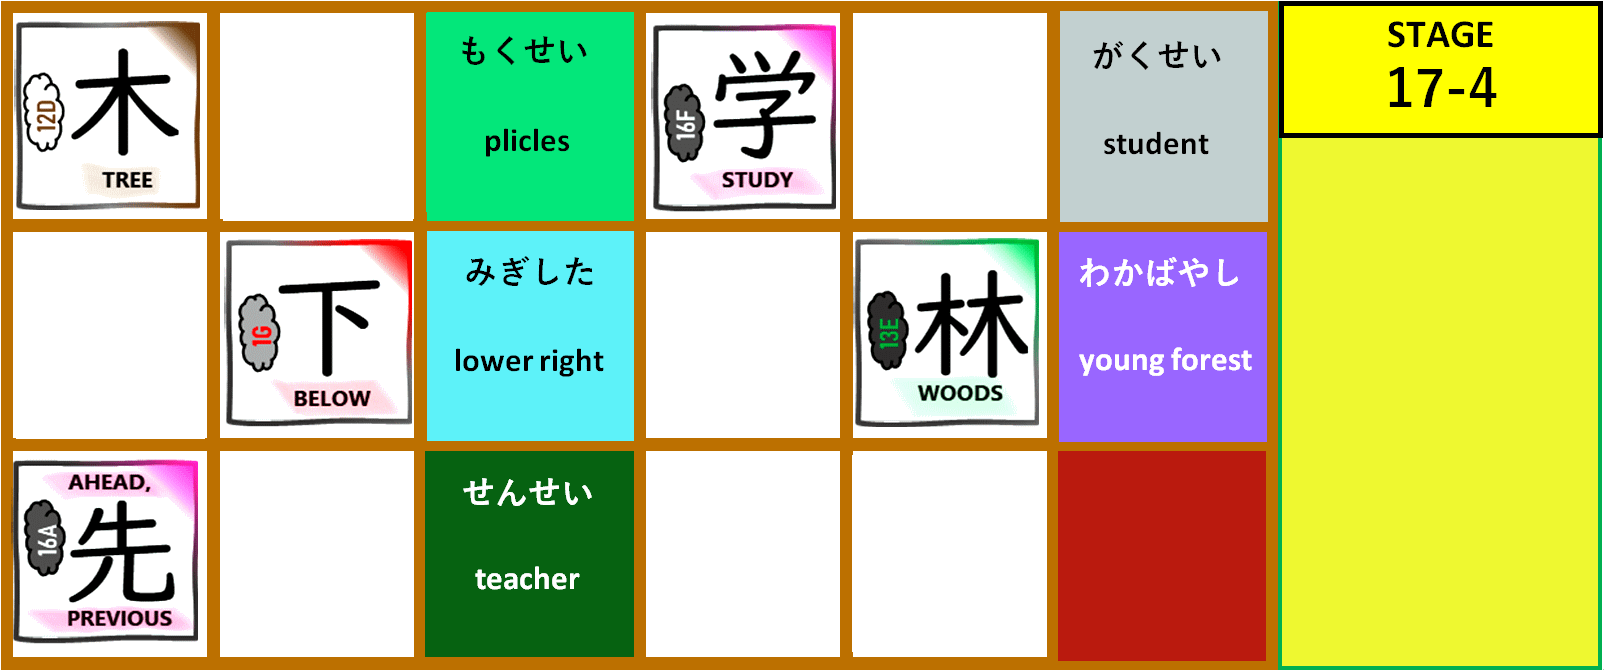 12D
木
TREE
もくせい
plicles
16F
学
STUDY
がくせい
student
STAGE
17-4
1G
下
BELOW
みぎした
lower right
13E
林
WOODS
わかばやし
young forest
AHEAD,
16A
先
PREVIOUS
せんせい
teacher